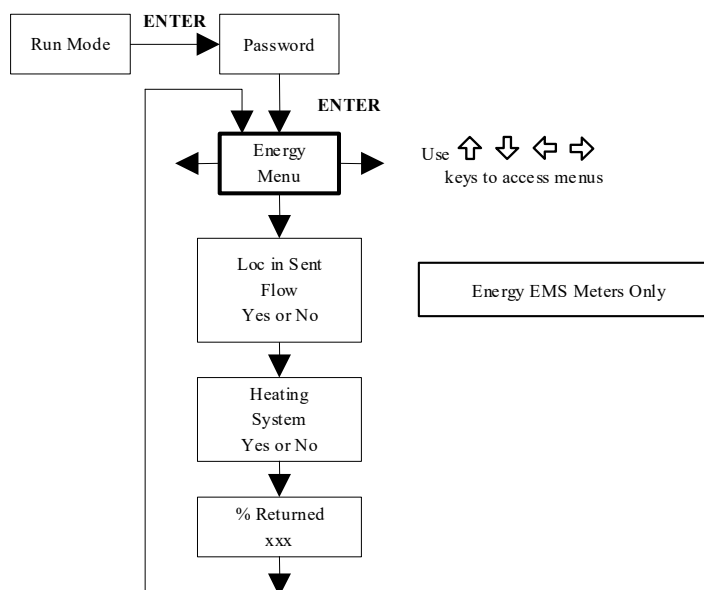 ENTER
Run Mode
Password
ENTER
Energy
Menu
Use
keys to access menus
Loc in Sent
Flow
Yes or No
Energy EMS Meters Only
Heating
System
Yes or No
% Returned
xxx